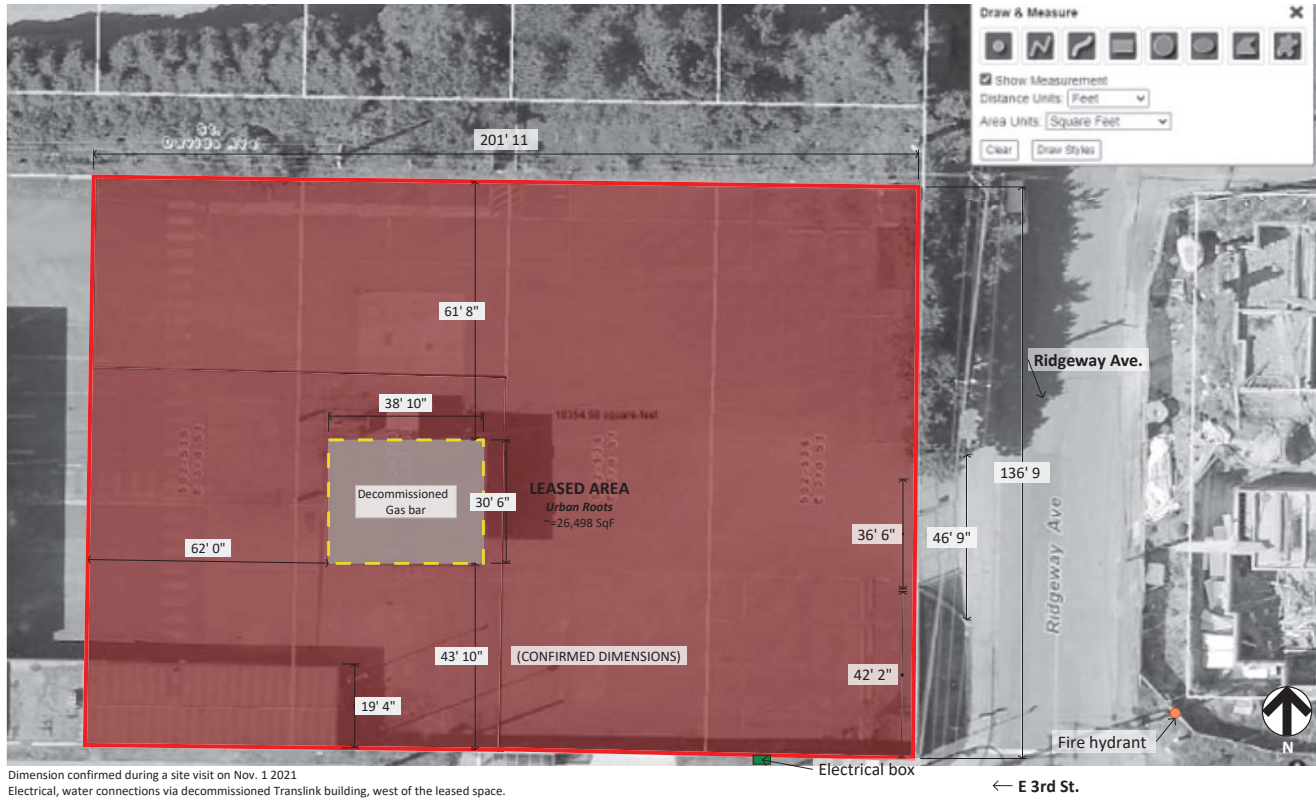 Draw & Measure
Show Measurement
Distance Units: Feet
Area Units: Square Feet
Clear Draw Styles
201' 11
61' 8"
Ridgeway Ave.
38' 10"
18354.96 square feet
136' 9
Decommissioned
Gas bar
30' 6"
LEASED AREA
Urban Roots
~=26,498 SqF
36' 6"
46' 9"
62' 0"
Ridgeway Ave
43' 10"
(CONFIRMED DIMENSIONS)
42' 2"
19' 4"
Fire hydrant
N
Electrical box
Dimension confirmed during a site visit on Nov. 1 2021
← E 3rd St.
Electrical, water connections via decommissioned Translink building, west of the leased space.